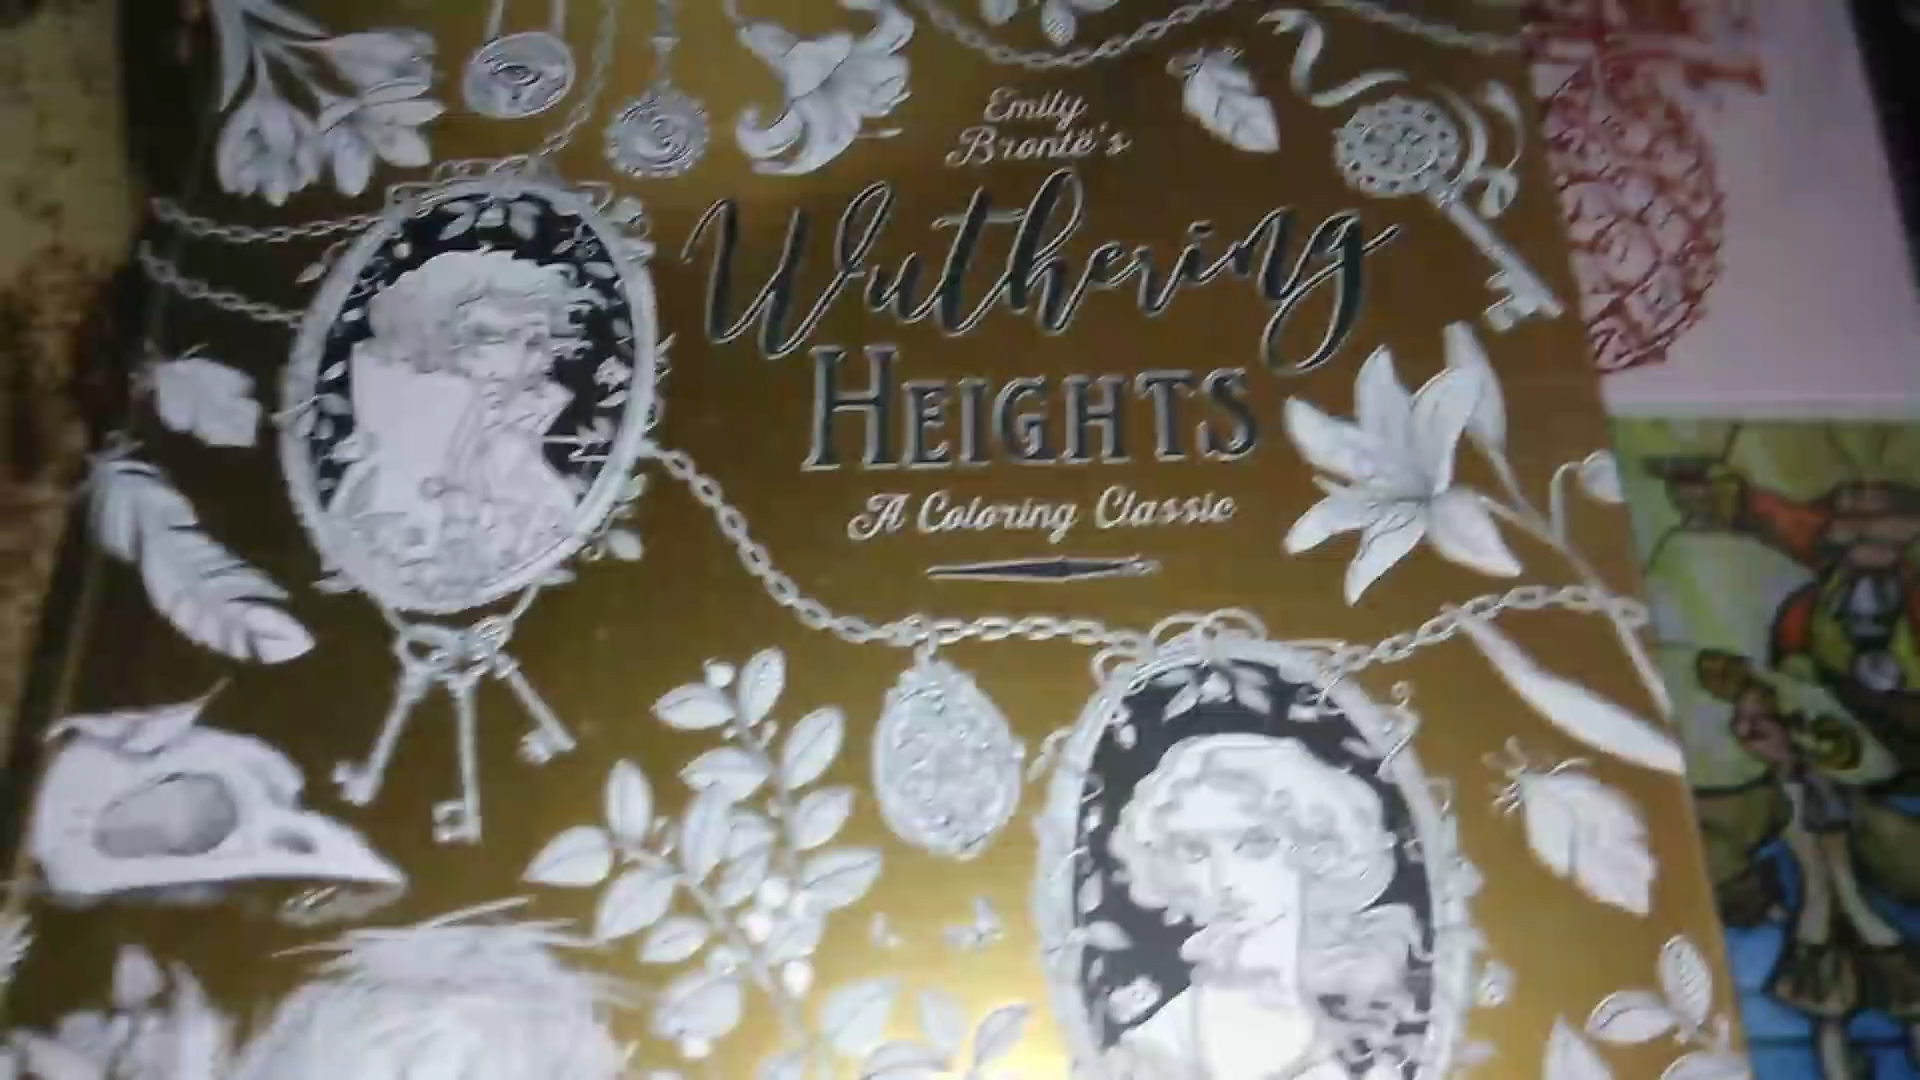 Emily
Brontë's
Wuthering
HEIGHTS
A Coloring Classic